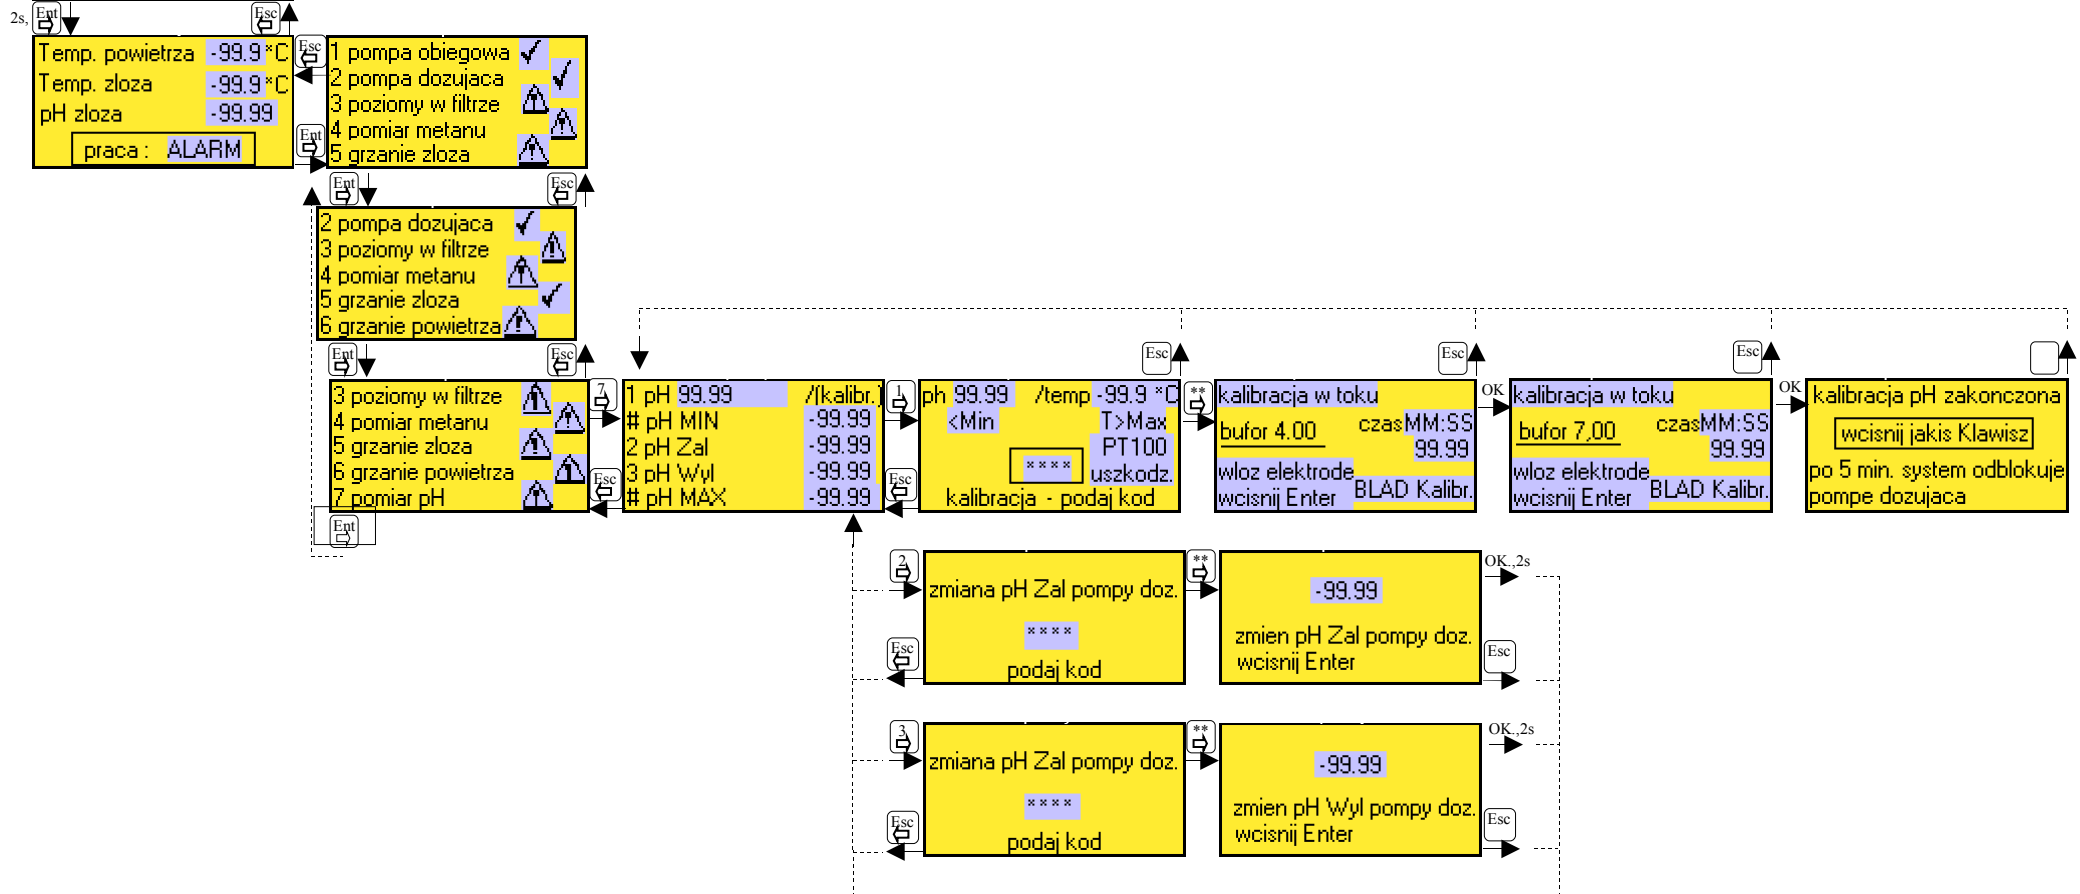 2s,
Ent
Esc
Temp. powietrza -99.9°C
Temp. zloza -99.9°C
pH zloza -99.99
praca : ALARM
Esc
Ent
1 pompa obiegowa
2 pompa dozujaca
3 poziomy w filtrze
4 pomiar metanu
5 grzanie zloza
Ent
Esc
2 pompa dozujaca
3 poziomy w filtrze
4 pomiar metanu
5 grzanie zloza
6 grzanie powietrza
Ent
Esc
3 poziomy w filtrze
4 pomiar metanu
5 grzanie zloza
6 grzanie powietrza
7 pomiar pH
Ent
7
Esc
1 pH 99.99 /(kalibr.)
# pH MIN -99.99
2 pH Zal -99.99
3 pH Wyl -99.99
# pH MAX -99.99
1
Esc
Esc
ph 99.99 /temp -99.9 °C
<Min T>Max
PT100
**** uszkodz.
kalibracja - podaj kod
**
Esc
kalibracja w toku
czasMM:SS
bufor 4.00
99.99
wloz elektrode
wcisnij Enter BLAD Kalibr.
OK
Esc
kalibracja w toku
czasMM:SS
bufor 7,00
99.99
wloz elektrode
wcisnij Enter BLAD Kalibr.
OK
kalibracja pH zakonczona
wcisnij jakis Klawisz
po 5 min. system odblokuje
pompe dozujaca
2
Esc
zmiana pH Zal pompy doz.
****
podaj kod
**
-99.99
zmien pH Zal pompy doz.
wcisnij Enter
OK.,2s
Esc
3
Esc
zmiana pH Zal pompy doz.
****
podaj kod
**
-99.99
zmien pH Wyl pompy doz.
wcisnij Enter
OK.,2s
Esc